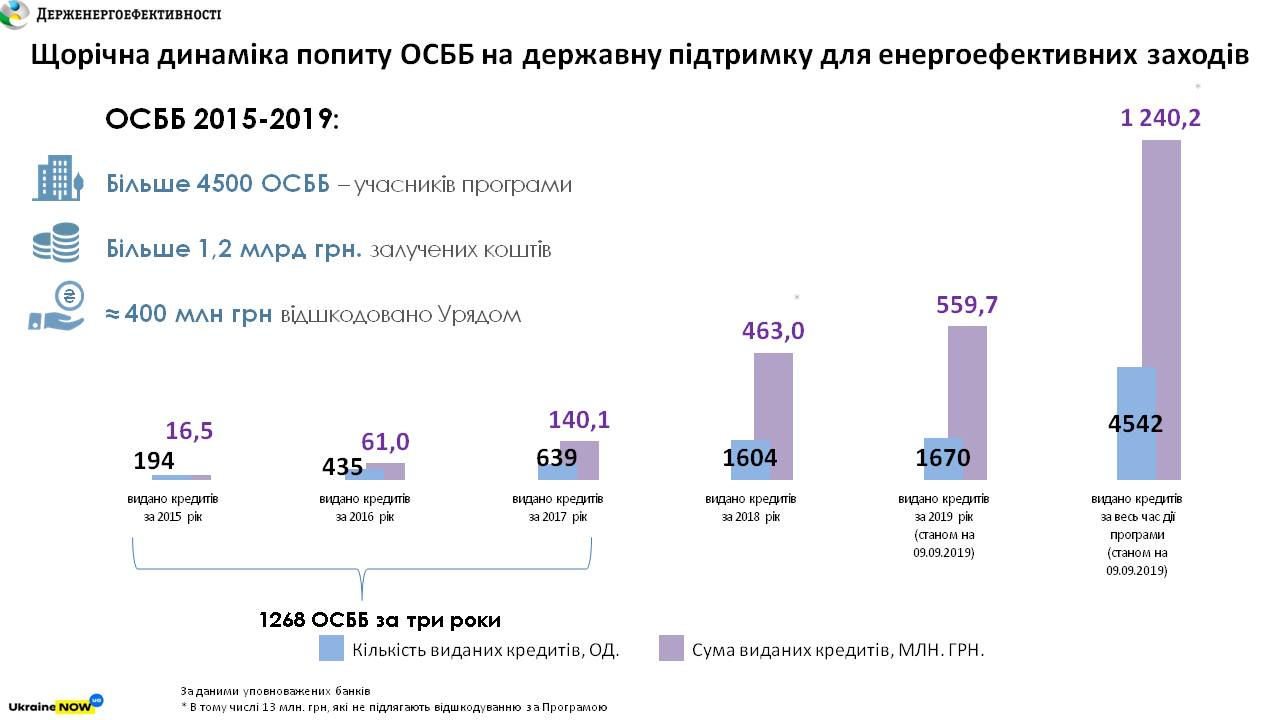 ДЕРЖЕНЕРГОЕФЕКТИВНОСТІ
Щорічна динаміка попиту ОСББ на державну підтримку для енергоефективних заходів
ОСББ 2015-2019:
Більше 4500 ОСББ – учасників програми
Більше 1,2 млрд грн. залучених коштів
₴
≈ 400 млн грн відшкодовано Урядом
194
16,5
435
61,0
639
140,1
1604
463,0
*
1670
559,7
4542
1 240,2
*
видано кредитів
за 2015 рік
видано кредитів
за 2016 рік
видано кредитів
за 2017 рік
видано кредитів
за 2018 рік
видано кредитів
за 2019 рік
(станом на
09.09.2019)
видано кредитів
за весь час дії
програми
(станом на
09.09.2019)
1268 ОСББ за три роки
Кількість виданих кредитів, ОД.
Сума виданих кредитів, МЛН. ГРН.
За даними уповноважених банків
* В тому числі 13 млн. грн, які не підлягають відшкодуванню за Програмою
Ukraine NOW UA